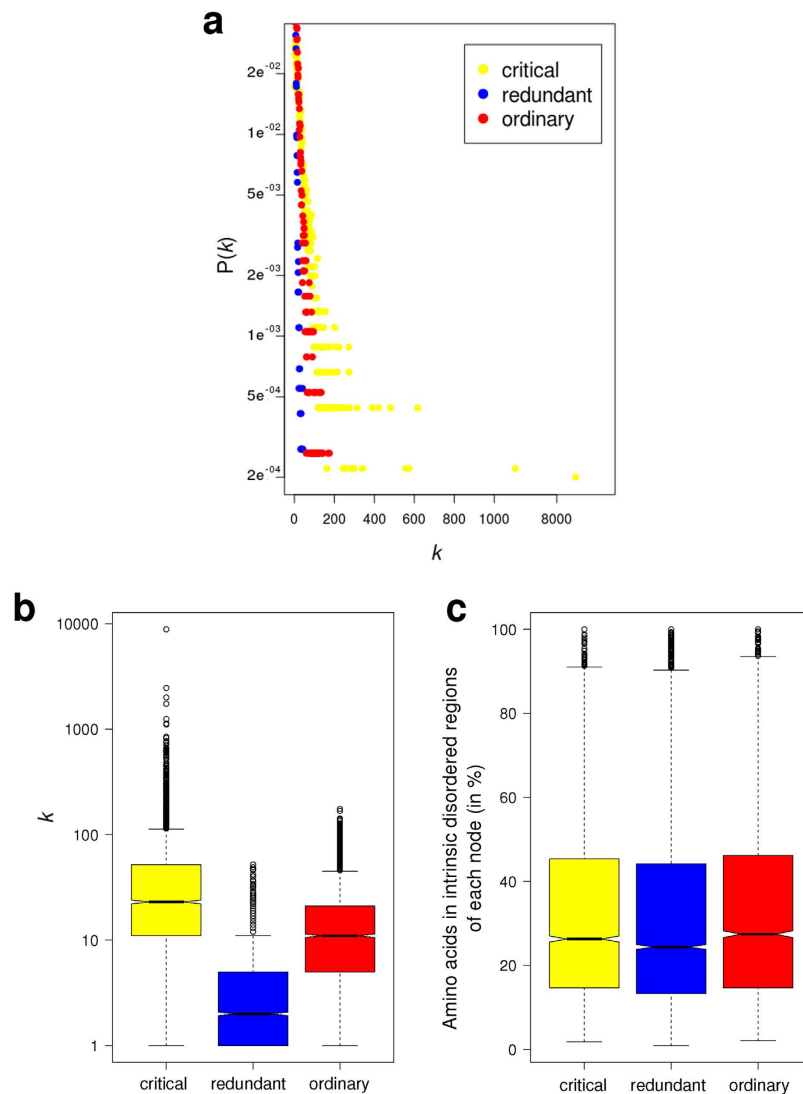 a
critical
redundant
ordinary
2e⁻⁰²
1e⁻⁰²
5e⁻⁰³
2e⁻⁰³
1e⁻⁰³
5e⁻⁰⁴
2e⁻⁰⁴
P(k)
0 200 400 600 800 1000 8000
k
b
10000
1000
100
10
1
k
critical redundant ordinary
c
100
80
60
40
20
0
Amino acids in intrinsic disordered regions
of each node (in %)
critical redundant ordinary